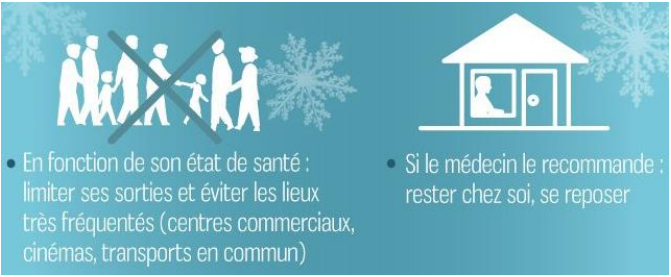 • En fonction de son état de santé :
limiter ses sorties et éviter les lieux
très fréquentés (centres commerciaux,
cinémas, transports en commun)
• Si le médecin le recommande :
rester chez soi, se reposer